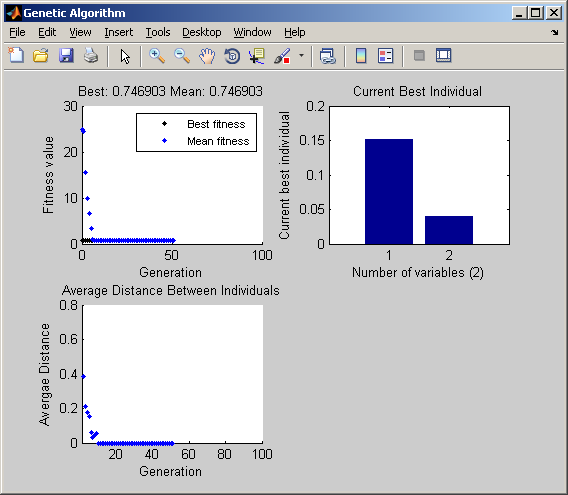 Genetic Algorithm
File Edit View Insert Tools Desktop Window Help
Best: 0.746903 Mean: 0.746903
30
20
10
0
Fitness value
Best fitness
Mean fitness
0 50 100
Generation
Current Best Individual
0.2
0.15
0.1
0.05
0
Current best individual
1 2
Number of variables (2)
Average Distance Between Individuals
0.8
0.6
0.4
0.2
0
Avergae Distance
20 40 60 80 100
Generation